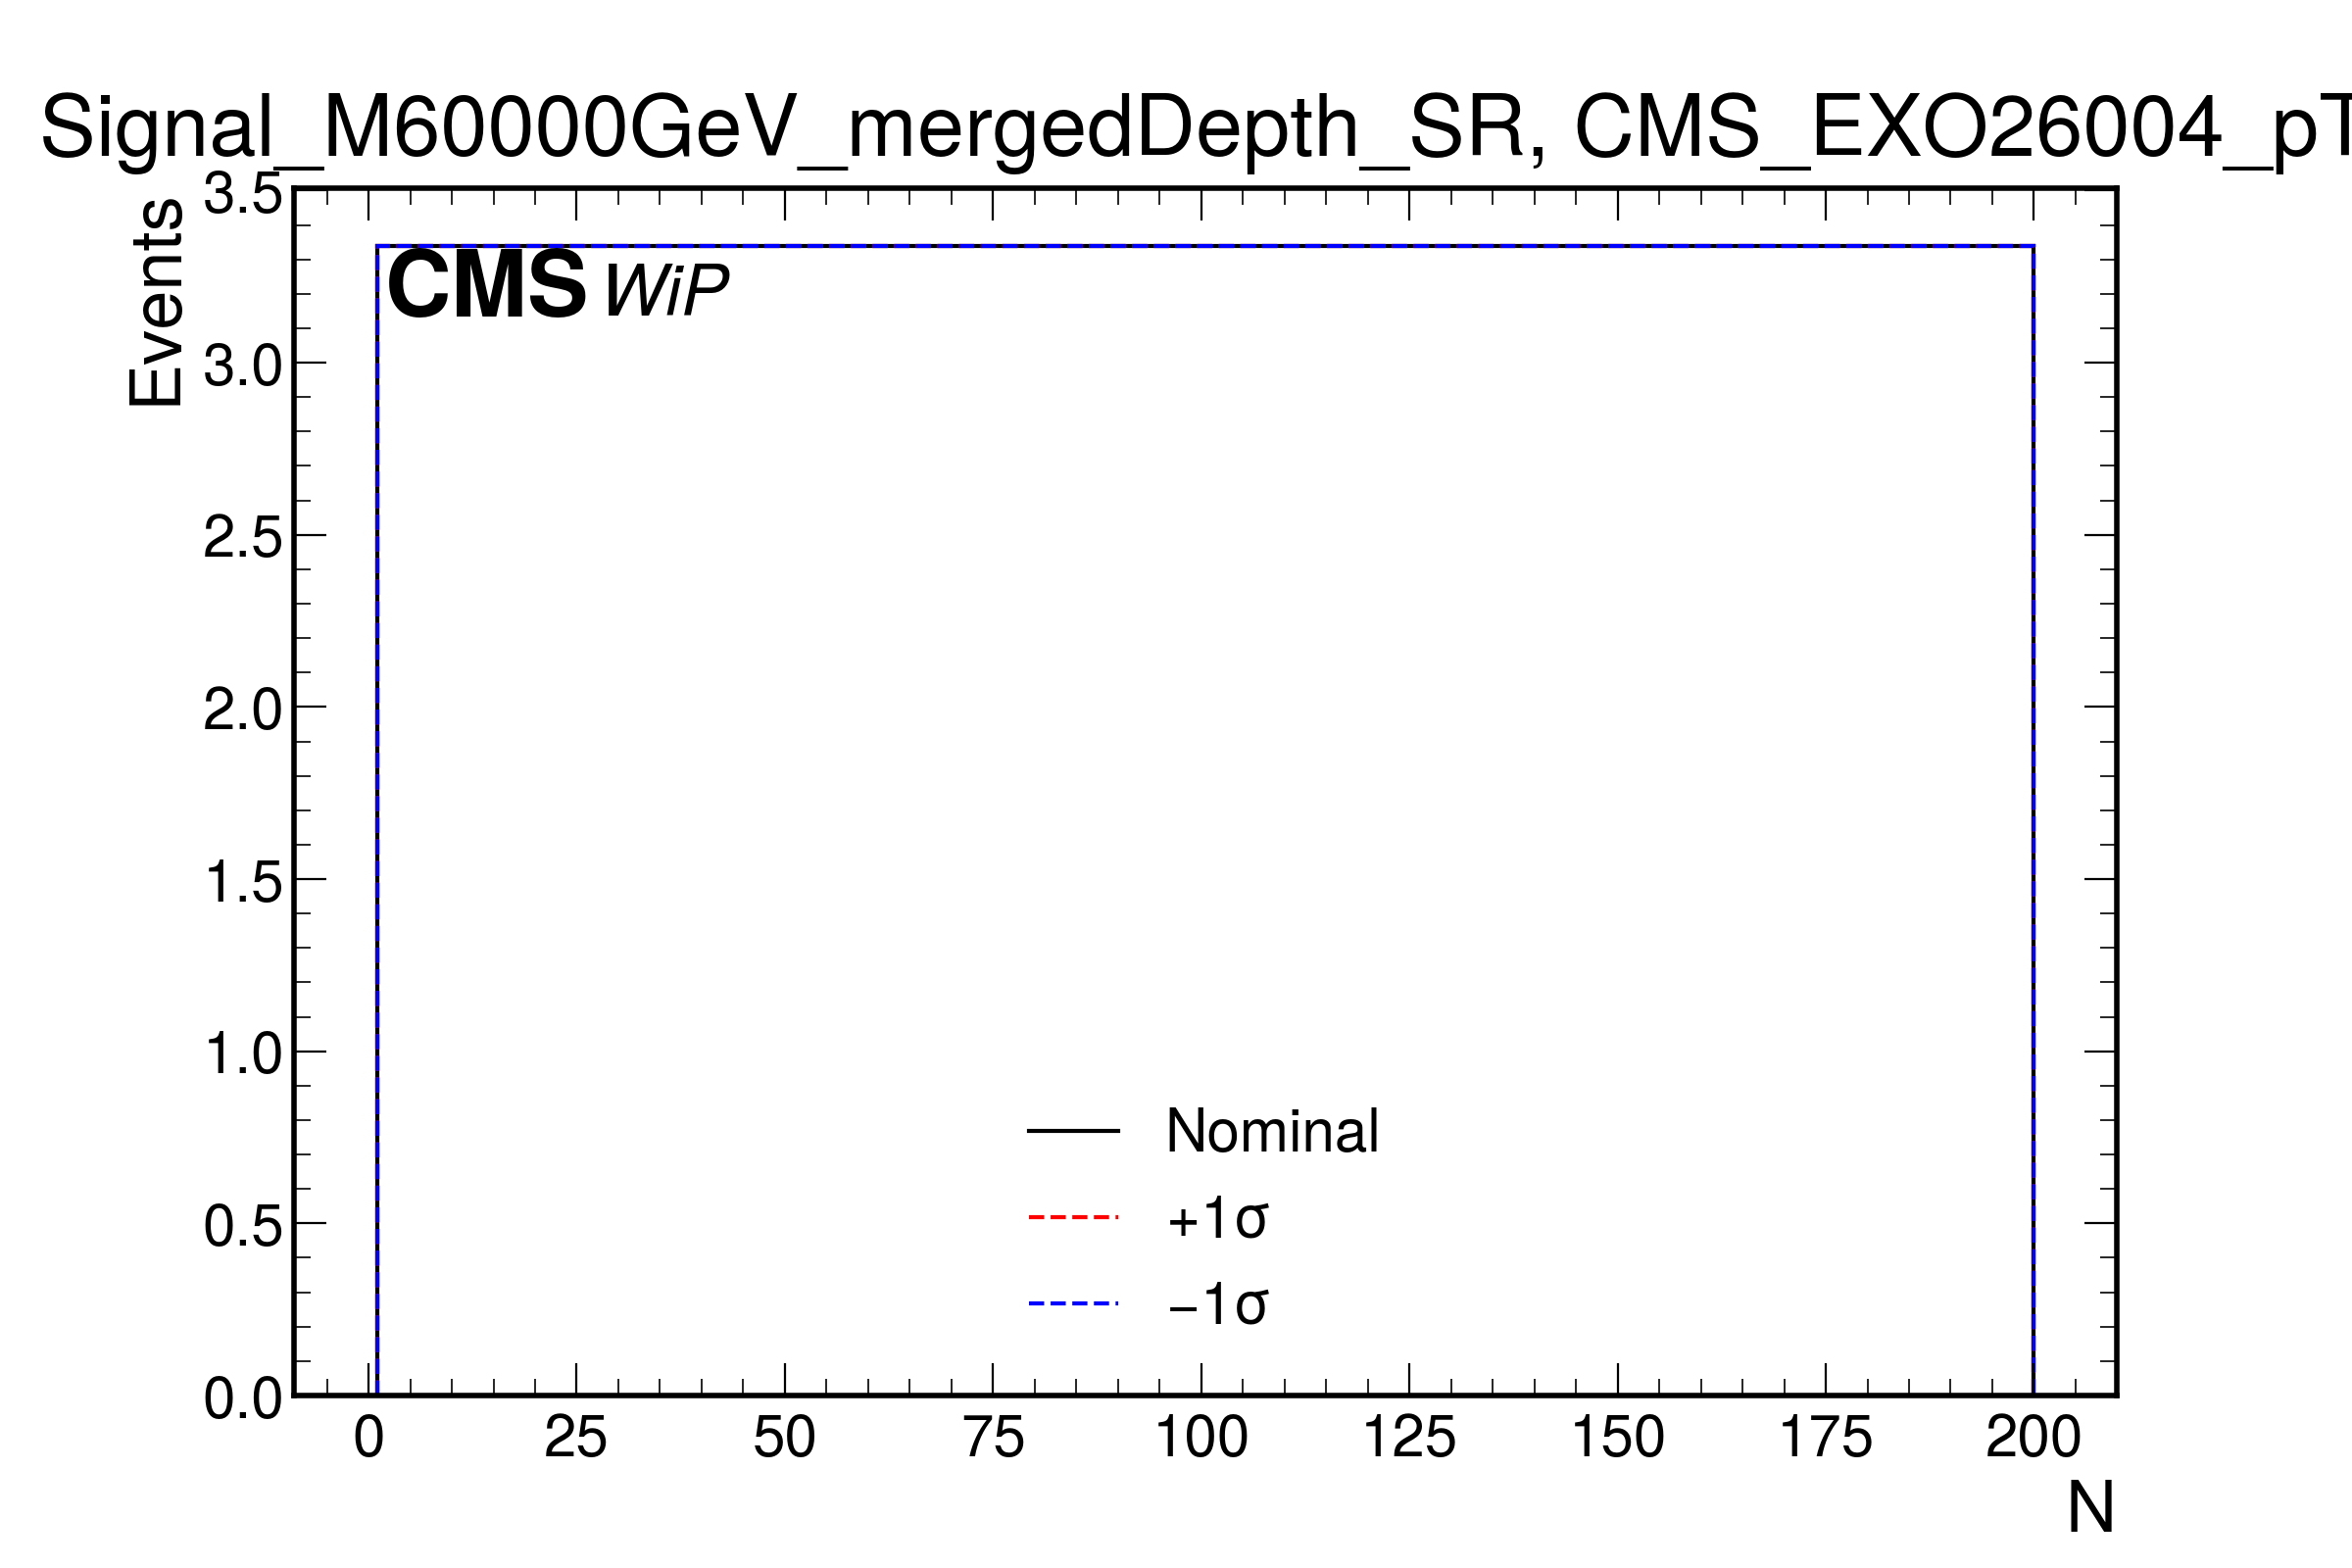 Signal_M60000GeV_mergedDepth_SR, CMS_EXO26004_pT
Events
3.5
CMS WiP
3.0
2.5
2.0
1.5
1.0
Nominal
+1σ
0.5
−1σ
0.0
0 25 50 75 100 125 150 175 200
N